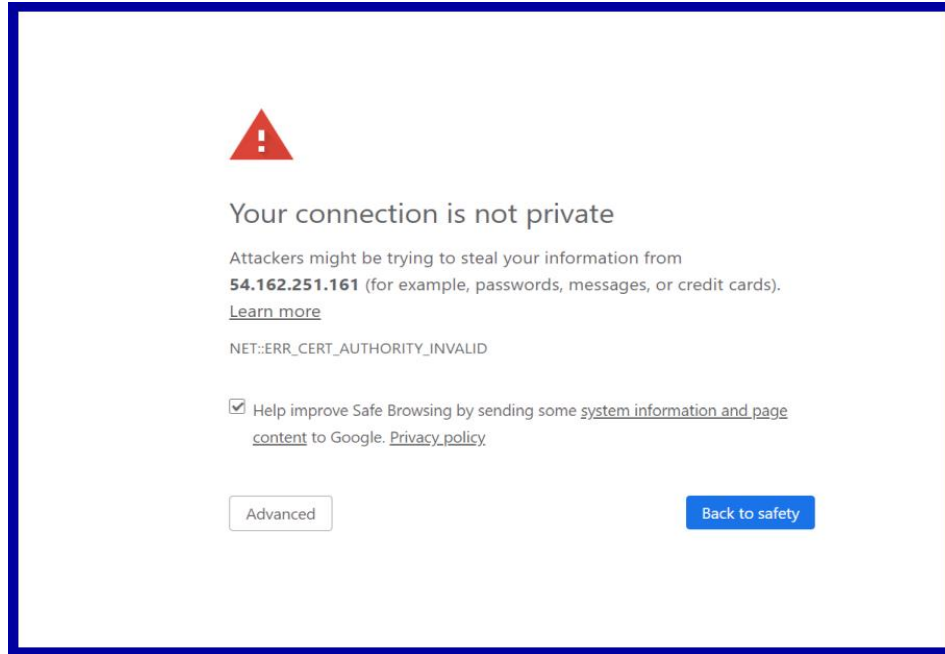 Your connection is not private
Attackers might be trying to steal your information from
54.162.251.161 (for example, passwords, messages, or credit cards).
Learn more
NET::ERR_CERT_AUTHORITY_INVALID
Help improve Safe Browsing by sending some system information and page
content to Google. Privacy policy
Advanced
Back to safety